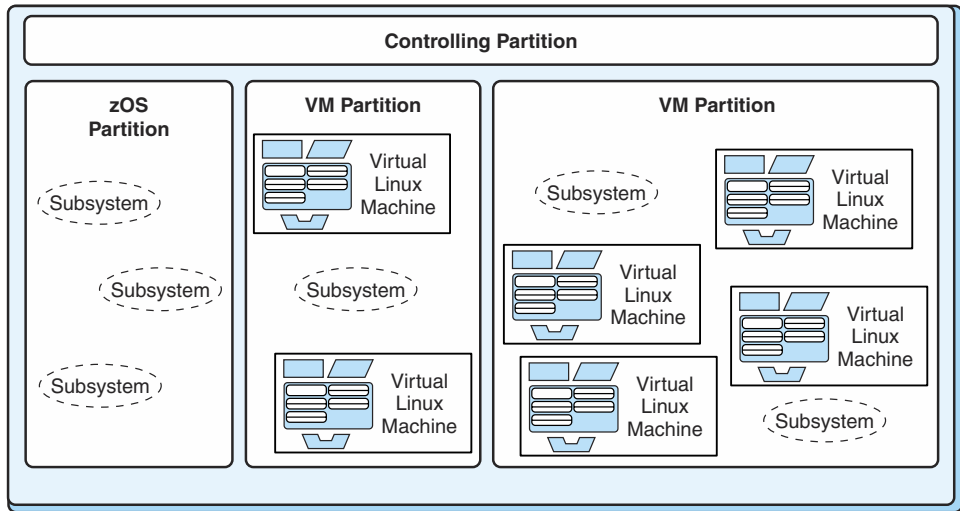 Controlling Partition
zOS
Partition
Subsystem
Subsystem
Subsystem
VM Partition
Virtual
Linux
Machine
Subsystem
Virtual
Linux
Machine
VM Partition
Subsystem
Virtual
Linux
Machine
Virtual
Linux
Machine
Virtual
Linux
Machine
Virtual
Linux
Machine
Subsystem